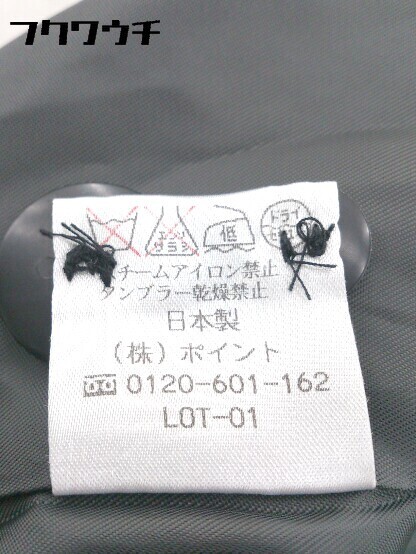 フクワウチ
エンソ
サラシ
低
ドライ
チームアイロン禁止
タンブラー乾燥禁止
日本製
(株)ポイント
0120-601-162
LOT-01